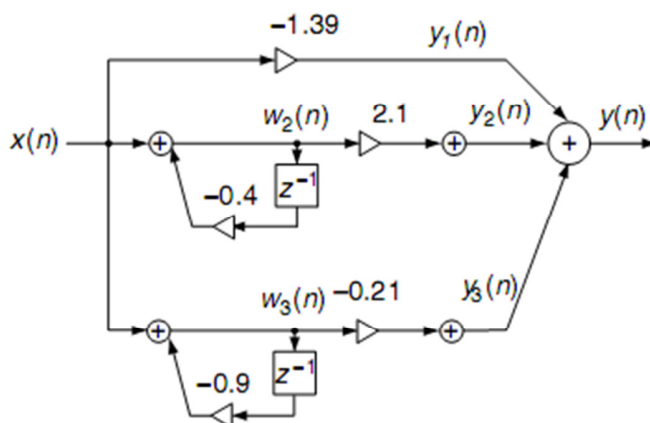 −1.39
y₁(n)
x(n)
+
w₂(n)
2.1
+
y₂(n)
+
y(n)
−0.4
z⁻¹
+
w₃(n)
−0.21
+
y₃(n)
−0.9
z⁻¹